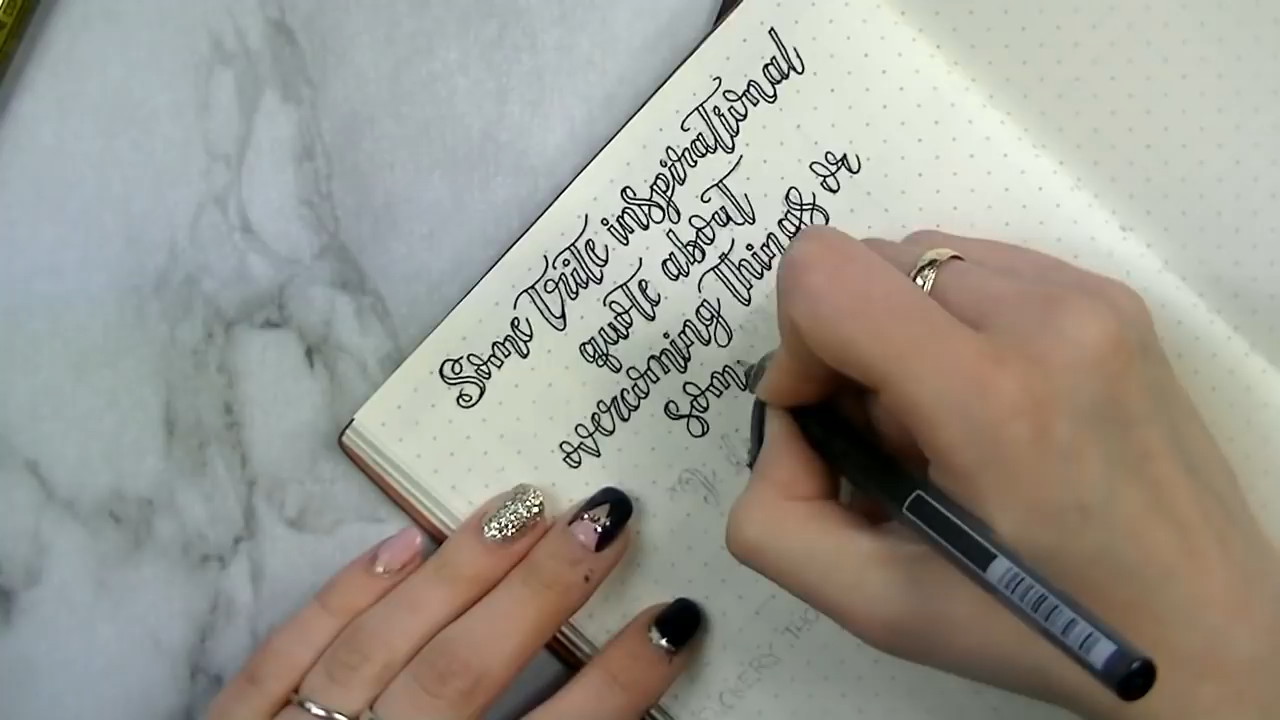 Some trite inspirational
quote about
overcoming things or
som